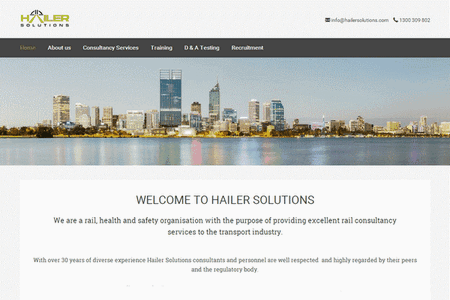 HAILER
SOLUTIONS
info@hailersolutions.com
1300 309 802
Home About us Consultancy Services Training D & A Testing Recruitment
WELCOME TO HAILER SOLUTIONS
We are a rail, health and safety organisation with the purpose of providing excellent rail consultancy
services to the transport industry.
With over 30 years of diverse experience Hailer Solutions consultants and personnel are well respected and highly regarded by their peers
and the regulatory body.